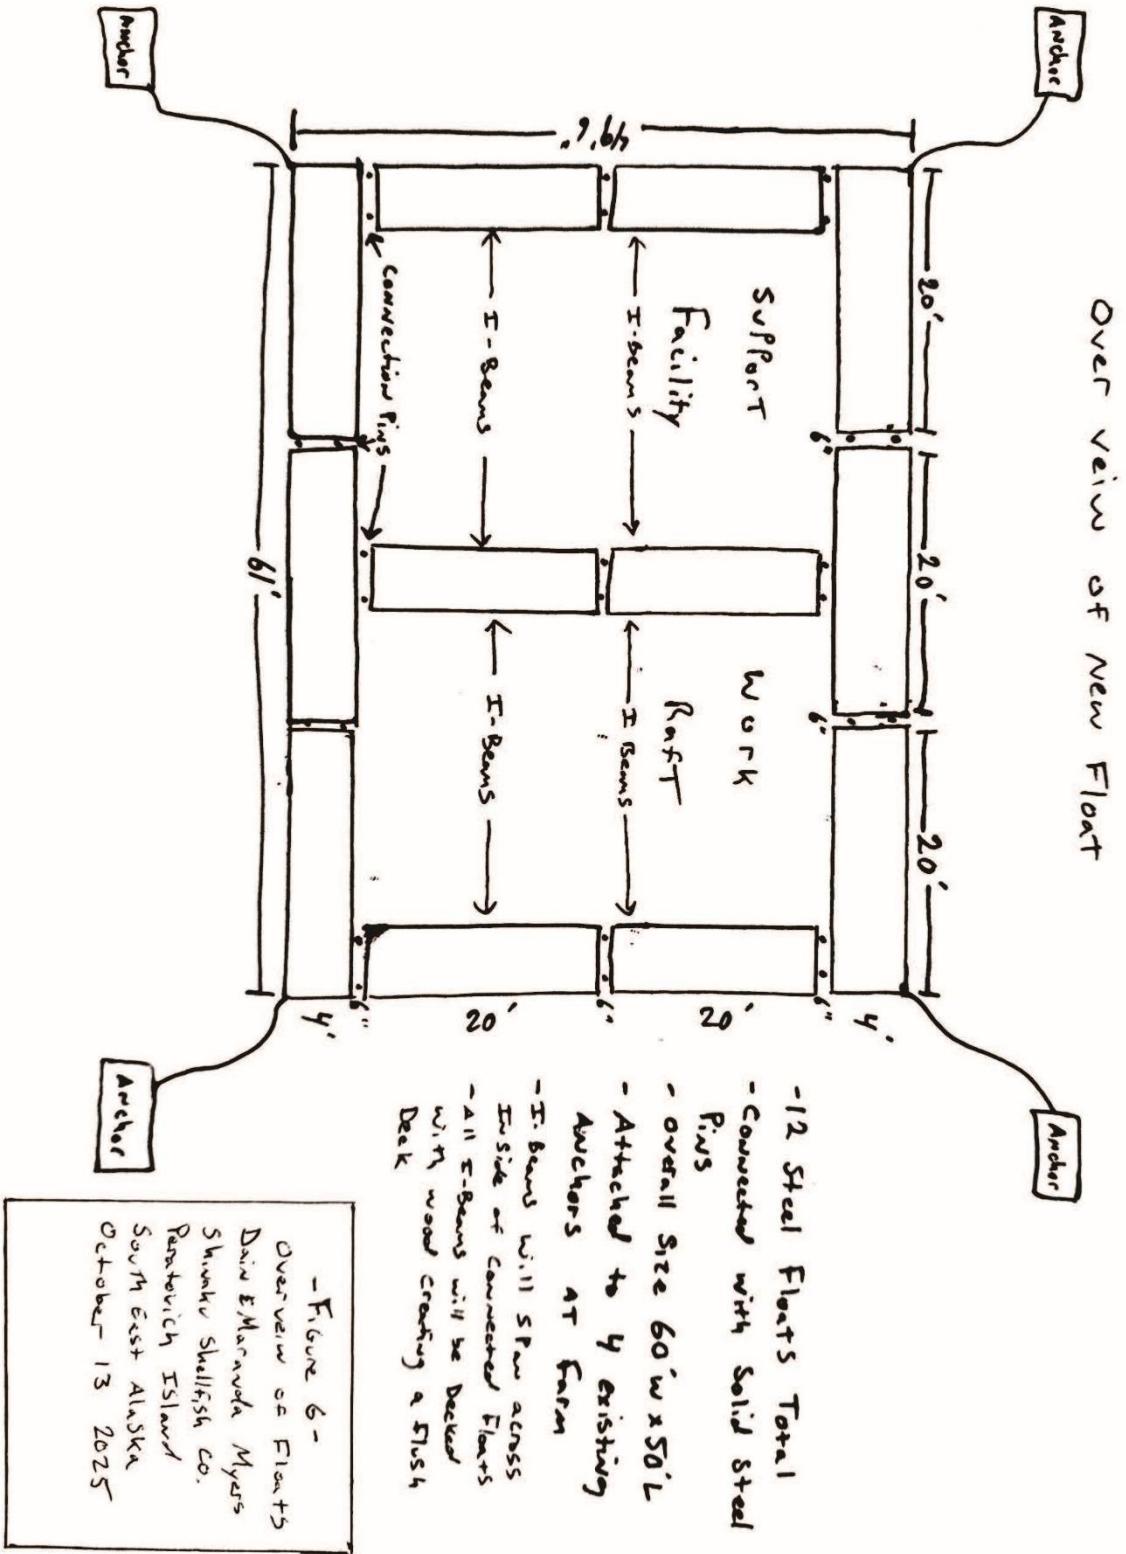 Over veiw of New Float
Anchor
Anchor
20'
20'
20'
6"
6"
4'
6"
Support
Facility
Work
Raft
I-Beams
I Beams
20'
6"
49'6"
I-Beams
I-Beams
20'
Connection Pins
6"
4'
61'
Anchor
Anchor
-12 Steel Floats Total
-Connected with Solid Steel
Pins
- overall Size 60'W x 50'L
- Attached to 4 existing
Anchors AT Farm
-I-Beams will span across
Inside of connected Floats
-All I-Beams will be Decked
with wood creating a flush
Deck
-Figure 6-
Overveiw of Floats
Dain & Maranda Myers
Shinaku Shellfish Co.
Peratovich Island
South East Alaska
October 13 2025